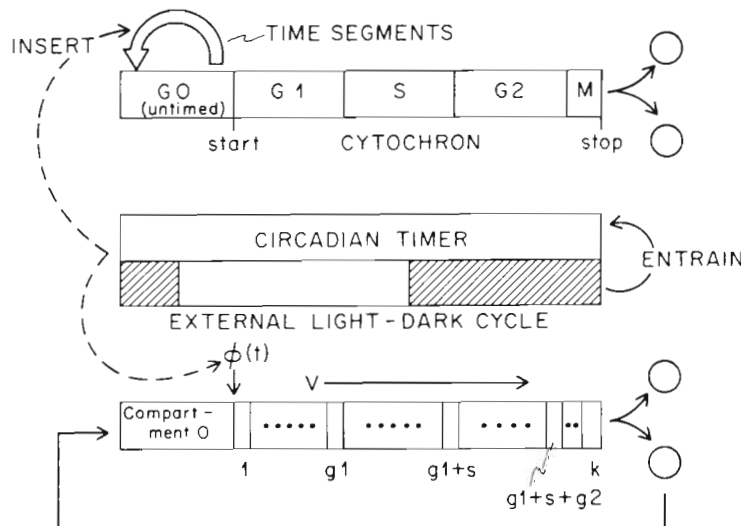 INSERT
TIME SEGMENTS
GO
(untimed)
G1
S
G2
M
start
CYTOCHRON
stop
CIRCADIAN TIMER
ENTRAIN
EXTERNAL LIGHT-DARK CYCLE
ϕ(t)
V
Compart-
ment O
1
g1
g1+s
g1+s+g2
k